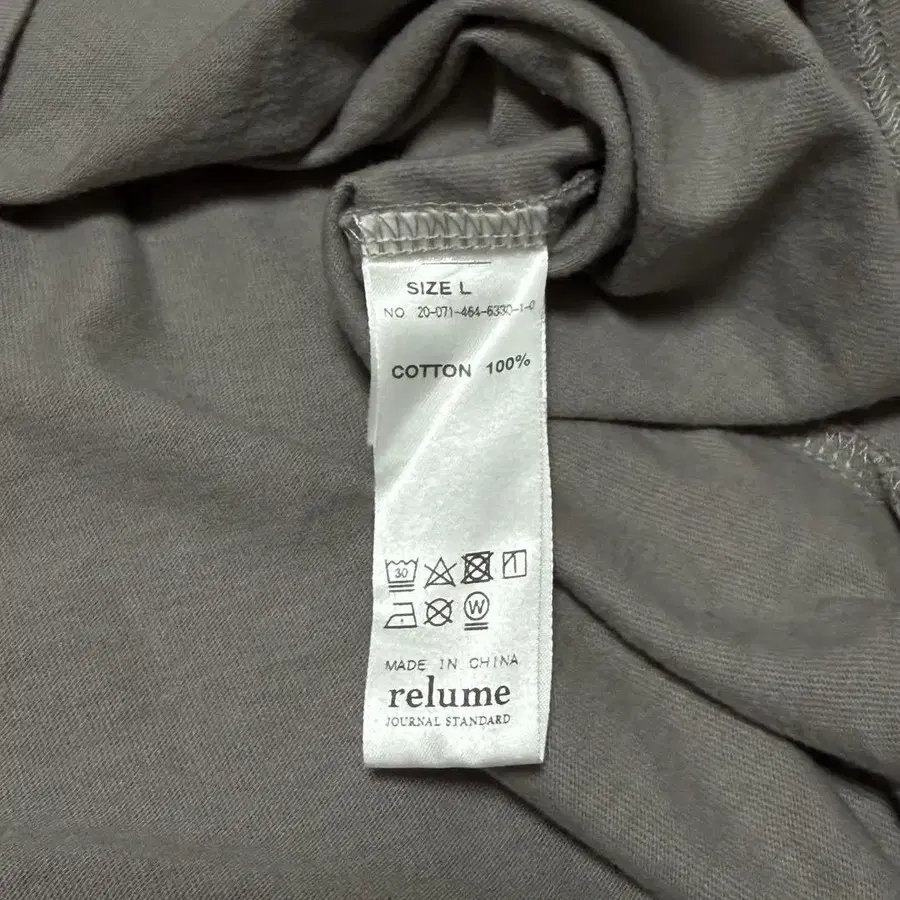 SIZE L
NO 20-071-464-6330-1-0
COTTON 100%
30
W
MADE IN CHINA
relume
JOURNAL STANDARD